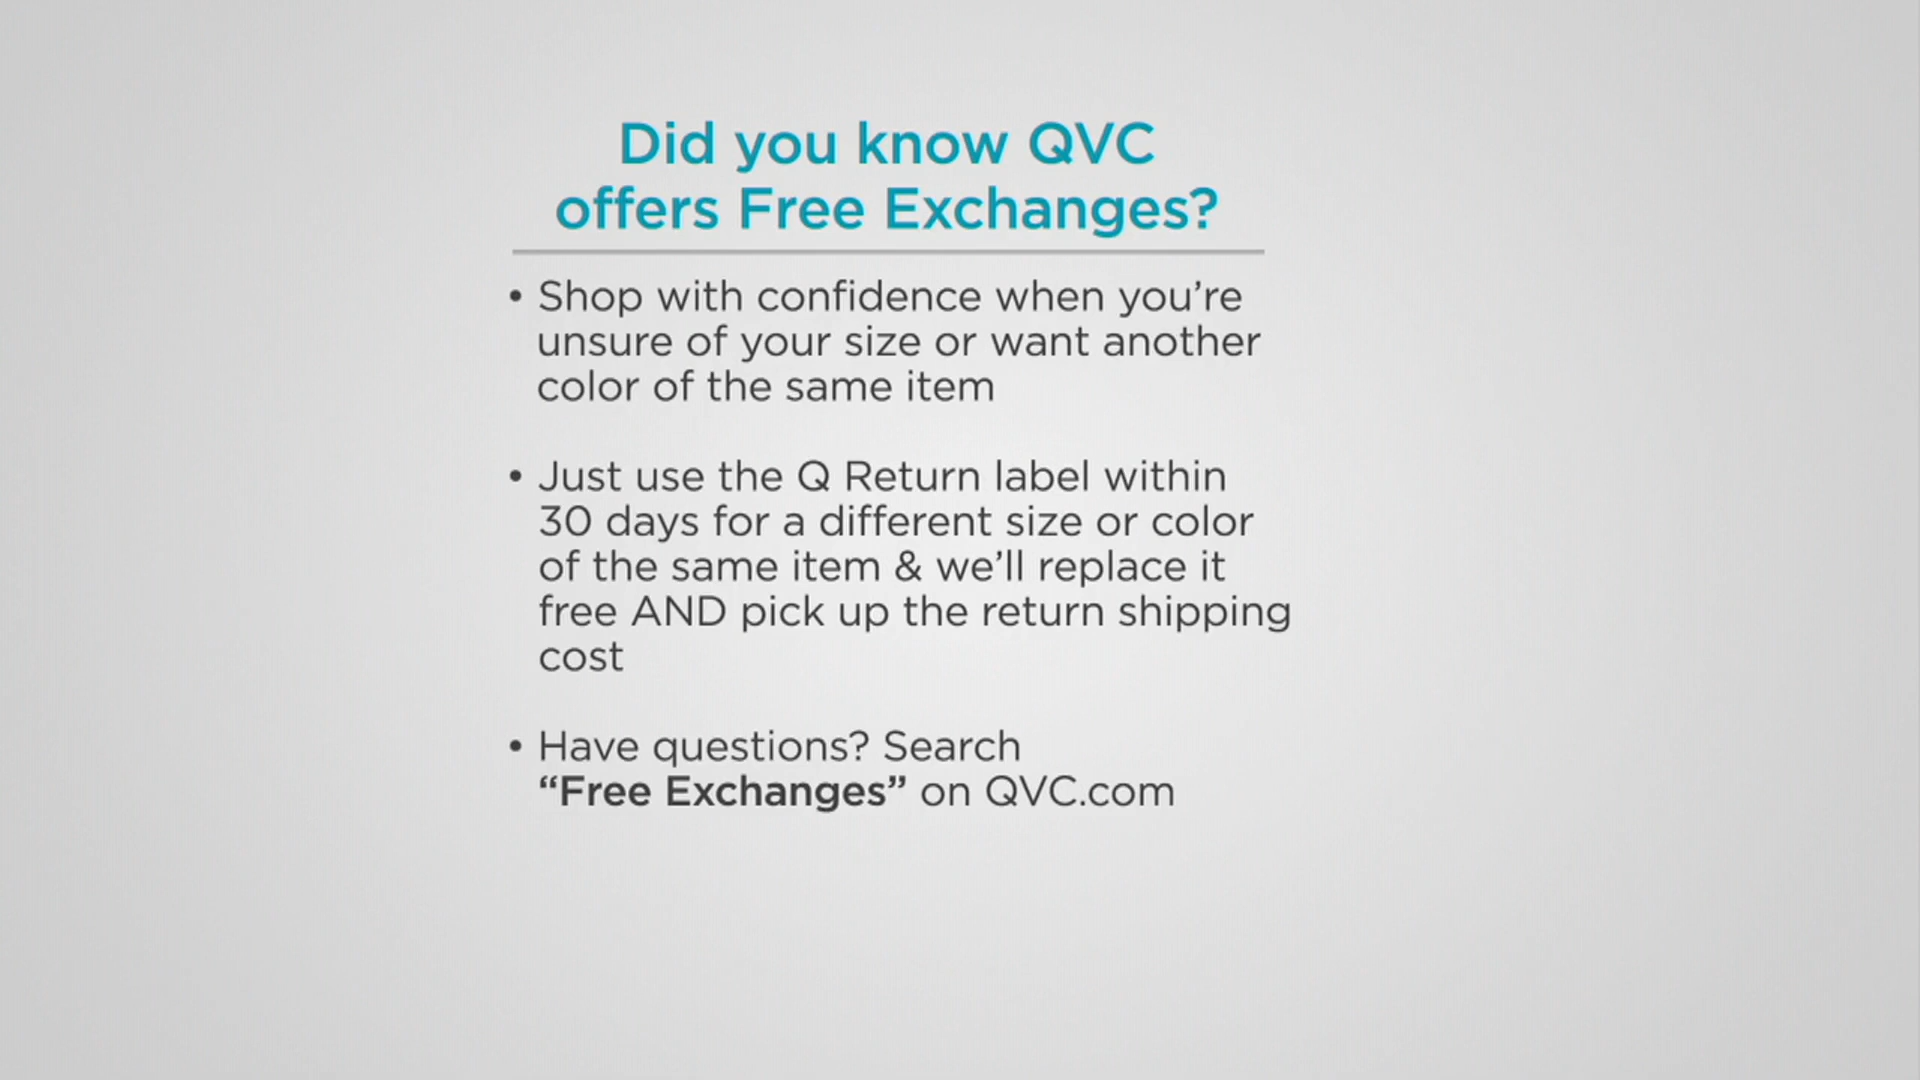 Did you know QVC
offers Free Exchanges?
• Shop with confidence when you’re
unsure of your size or want another
color of the same item
• Just use the Q Return label within
30 days for a different size or color
of the same item & we’ll replace it
free AND pick up the return shipping
cost
• Have questions? Search
“Free Exchanges” on QVC.com